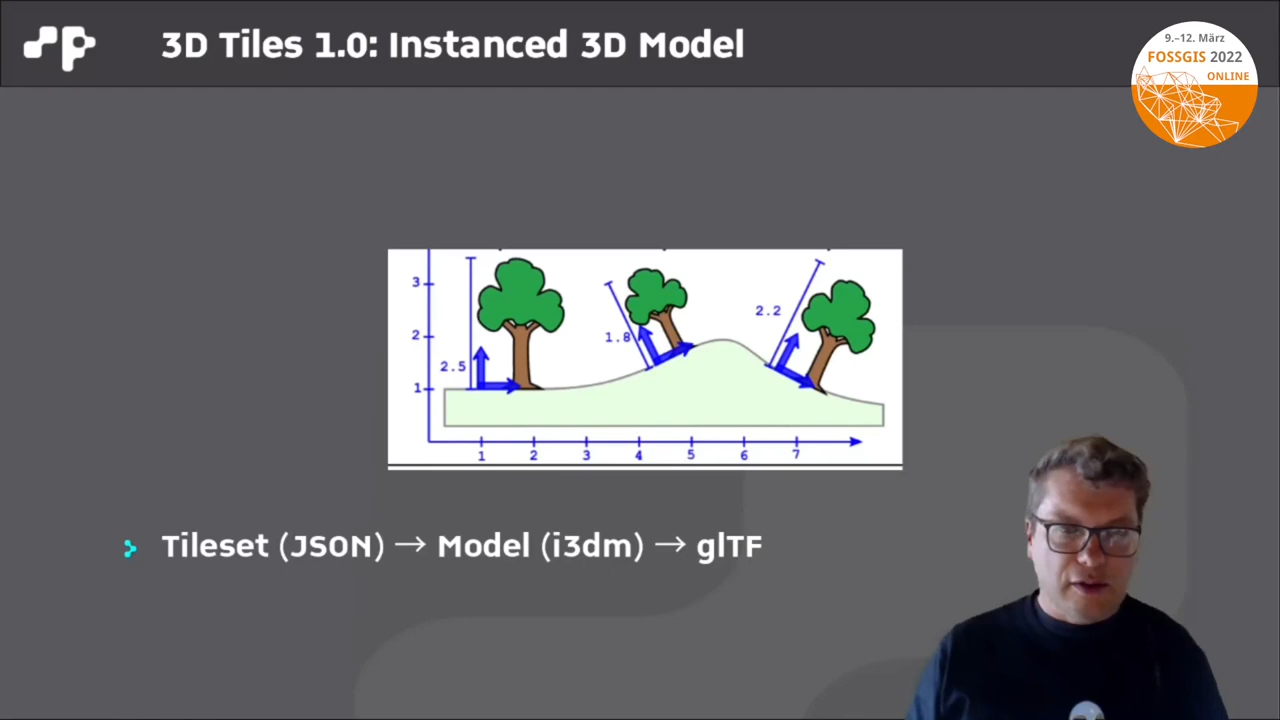 3D Tiles 1.0: Instanced 3D Model
9.–12. März
FOSSGIS 2022
ONLINE
3
2
1
2.5
1.8
2.2
1 2 3 4 5 6 7
Tileset (JSON) → Model (i3dm) → glTF